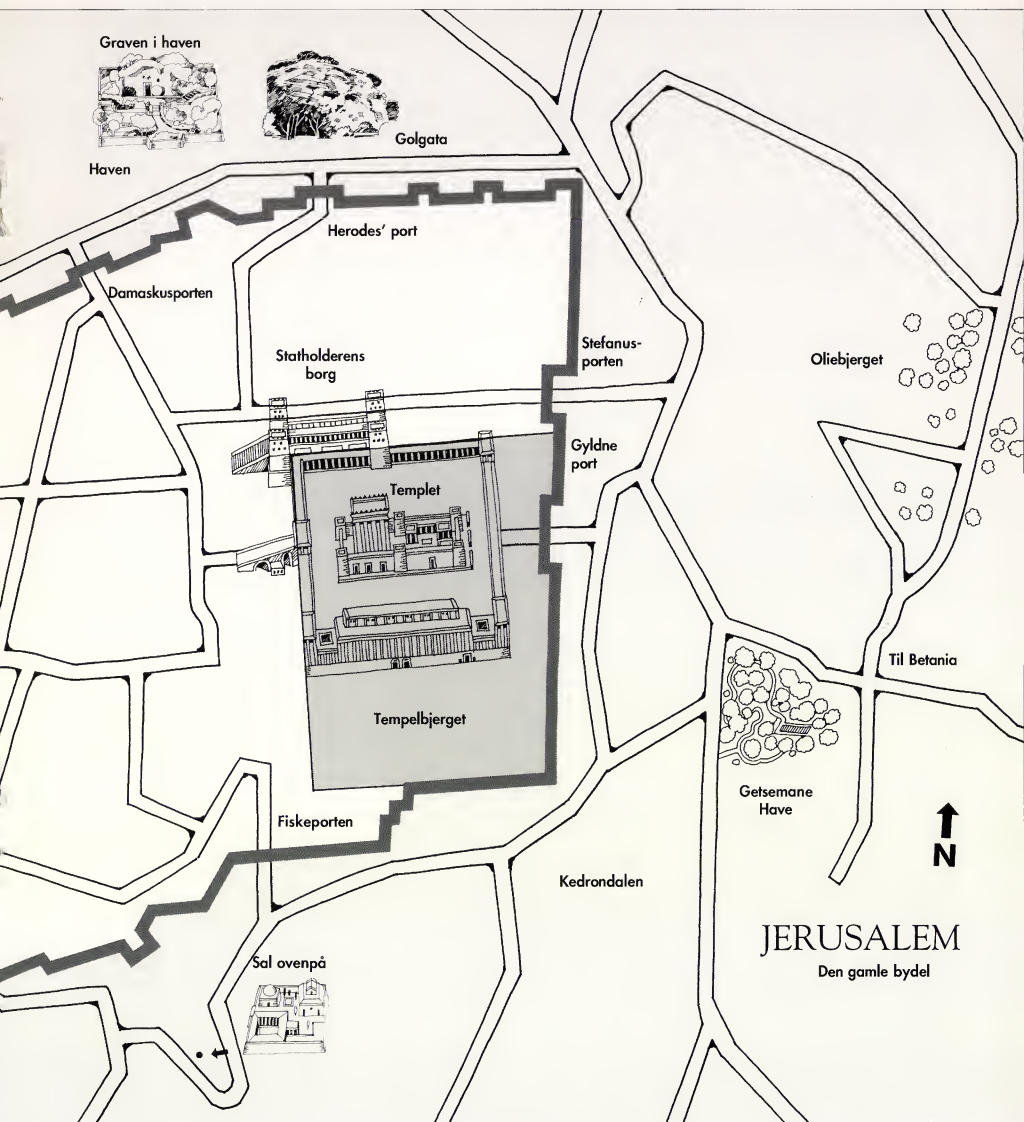 Graven i haven
Golgata
Haven
Herodes’ port
Damaskusporten
Statholderens
borg
Stefanus-
porten
Oliebjerget
Gyldne
port
Templet
Til Betania
Tempelbjerget
Getsemane
Have
Fiskeporten
N
Kedrondalen
JERUSALEM
Den gamle bydel
Sal ovenpå